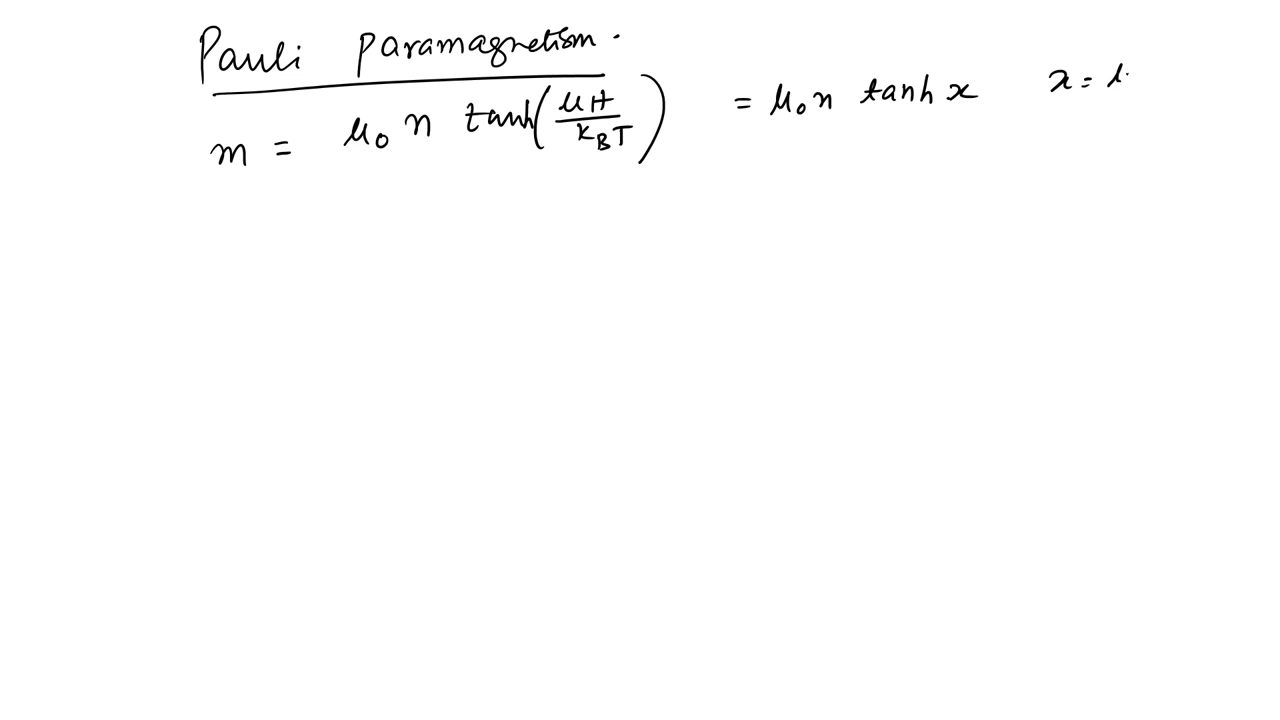 Pauli paramagnetism.
m = μ₀ n tanh(μH/k_BT) = μ₀ n tanh x x =